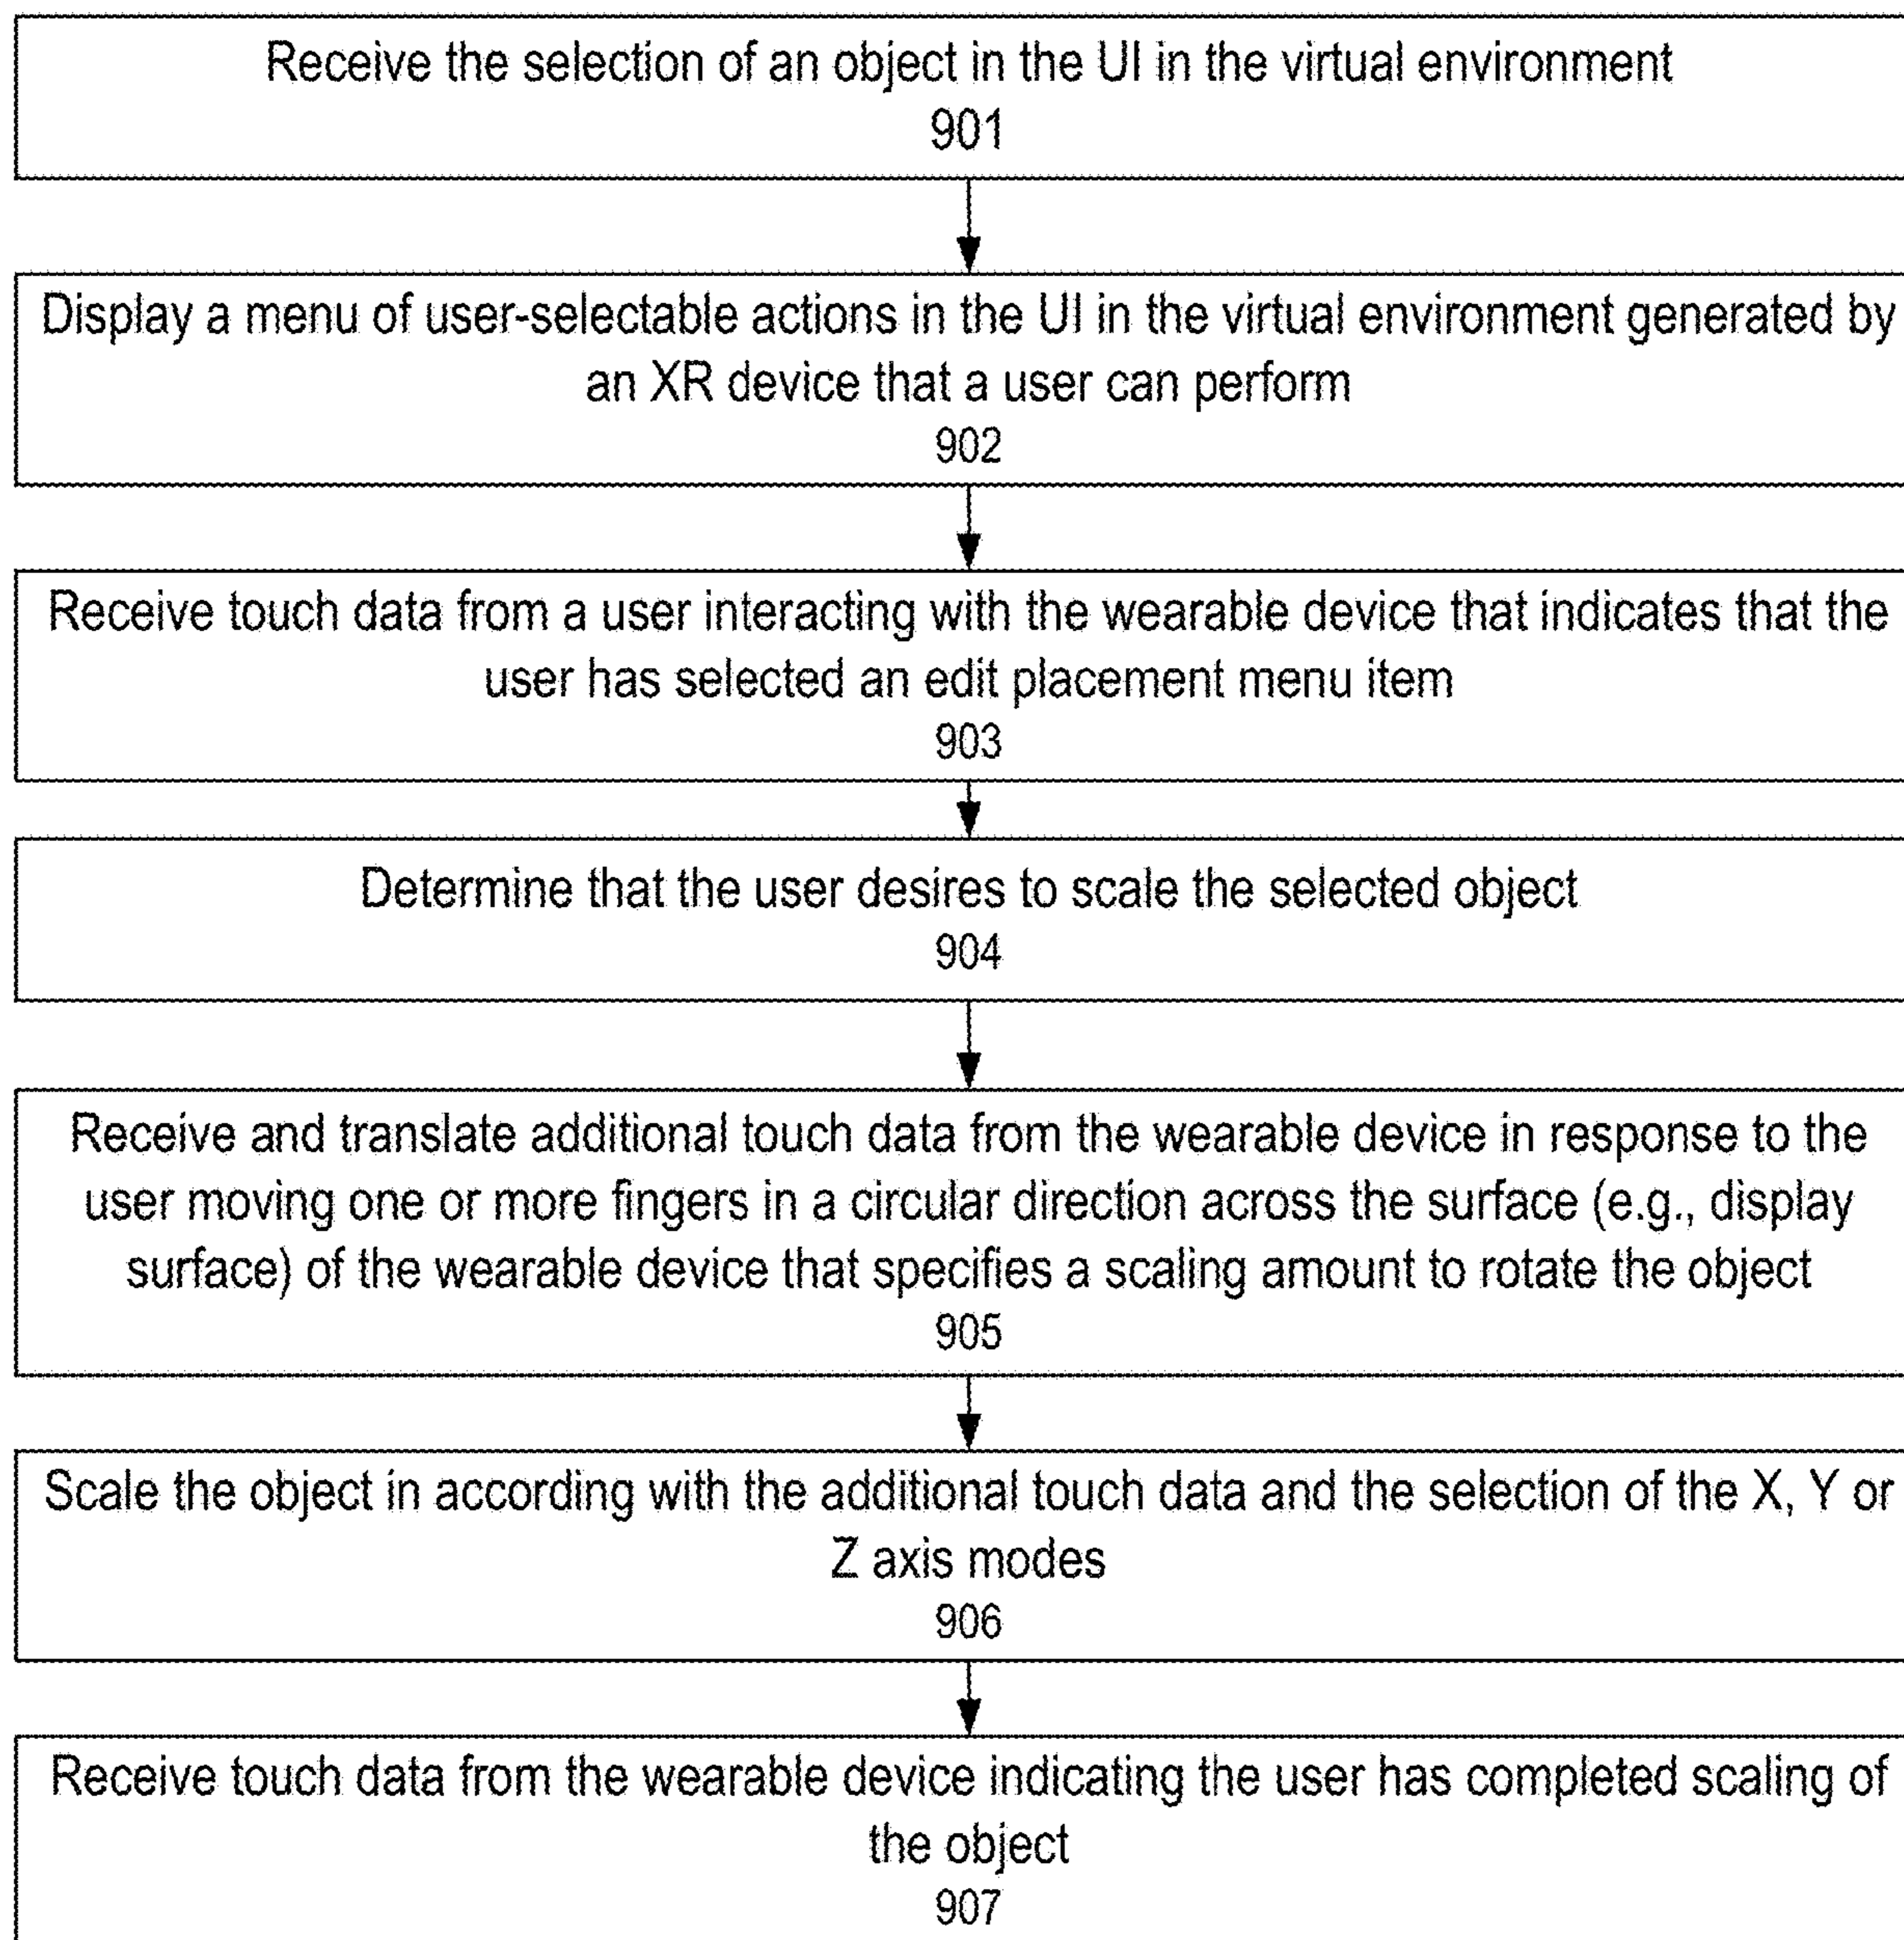 Receive the selection of an object in the UI in the virtual environment
901
Display a menu of user-selectable actions in the UI in the virtual environment generated by
an XR device that a user can perform
902
Receive touch data from a user interacting with the wearable device that indicates that the
user has selected an edit placement menu item
903
Determine that the user desires to scale the selected object
904
Receive and translate additional touch data from the wearable device in response to the
user moving one or more fingers in a circular direction across the surface (e.g., display
surface) of the wearable device that specifies a scaling amount to rotate the object
905
Scale the object in according with the additional touch data and the selection of the X, Y or
Z axis modes
906
Receive touch data from the wearable device indicating the user has completed scaling of
the object
907